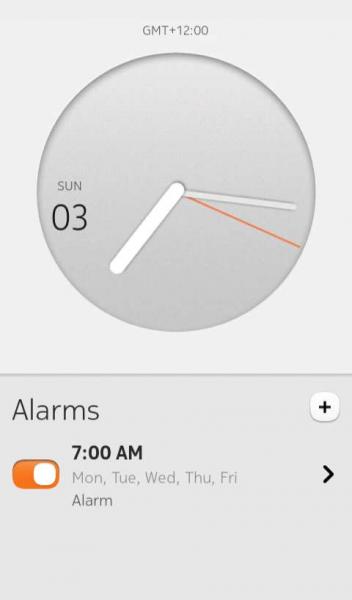 GMT+12:00
SUN
03
Alarms
+
7:00 AM
Mon, Tue, Wed, Thu, Fri
Alarm